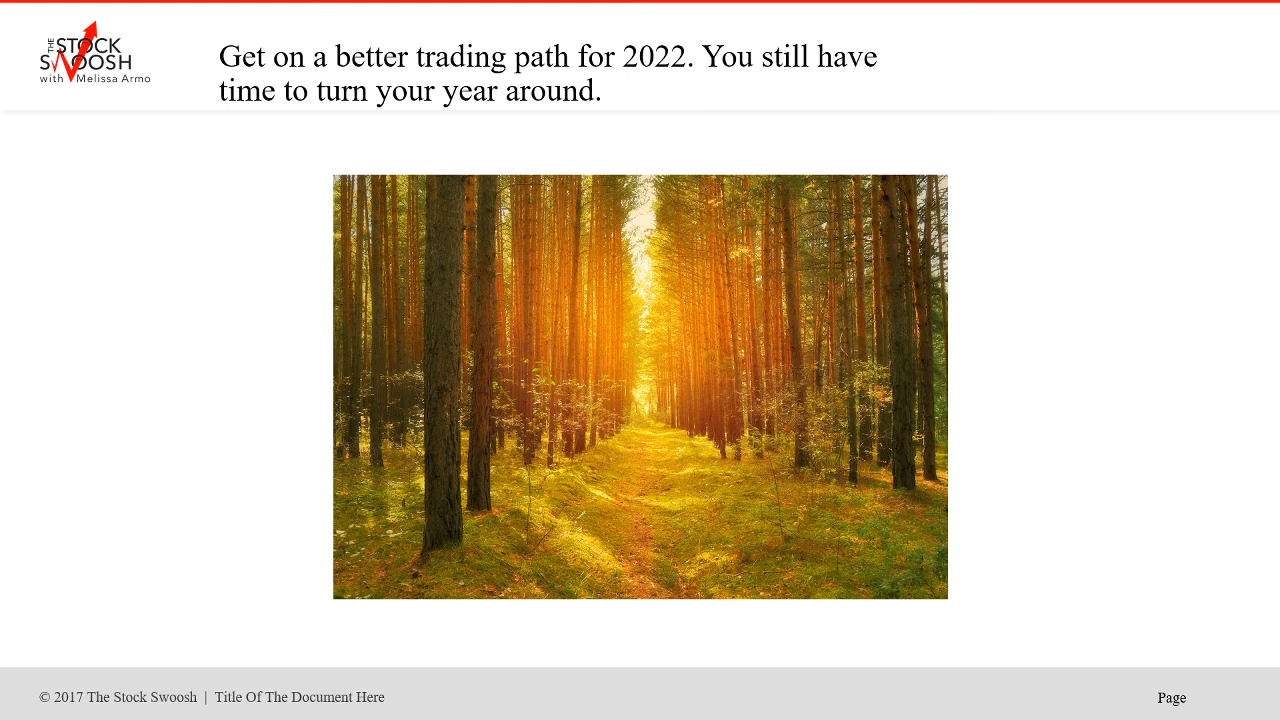 THE STOCK
SWOOSH
with Melissa Armo
Get on a better trading path for 2022. You still have
time to turn your year around.
© 2017 The Stock Swoosh | Title Of The Document Here
Page